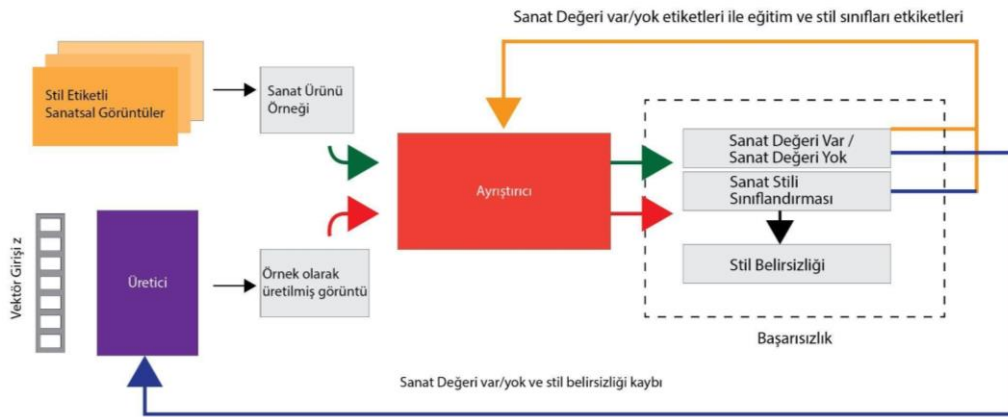 Sanat Değeri var/yok etiketleri ile eğitim ve stil sınıfları etkiketleri
Stil Etiketli
Sanatsal Görüntüler
Sanat Ürünü
Örneği
Ayrıştırıcı
Sanat Değeri Var /
Sanat Değeri Yok
Sanat Stili
Sınıflandırması
Stil Belirsizliği
Başarısızlık
Vektör Girişi z
Üretici
Örnek olarak
üretilmiş görüntü
Sanat Değeri var/yok ve stil belirsizliği kaybı